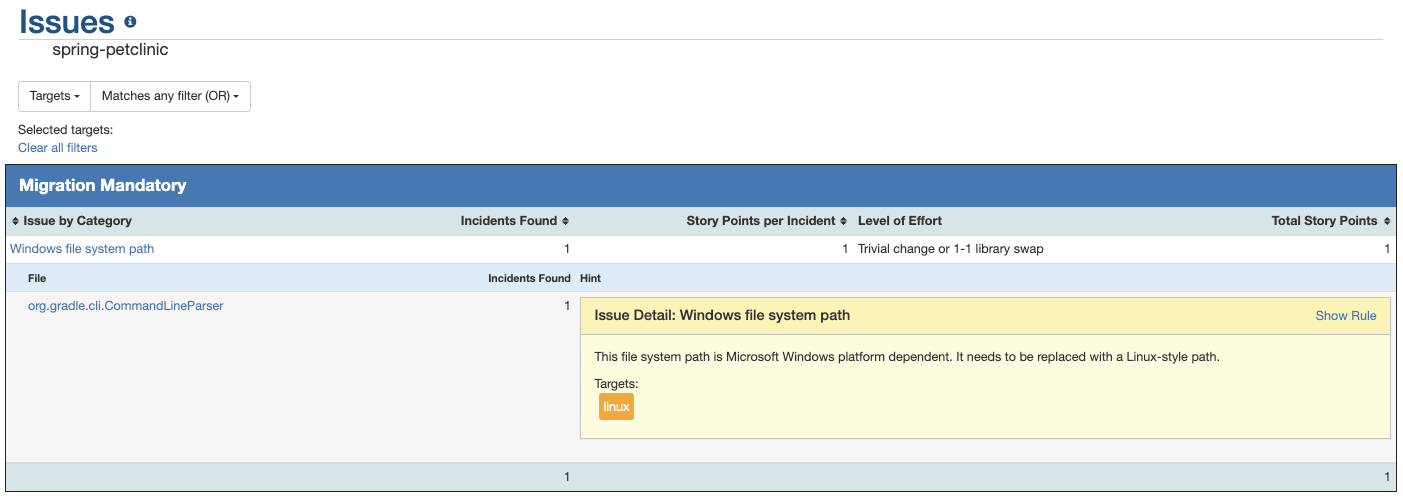 Issues
spring-petclinic
Targets Matches any filter (OR)
Selected targets:
Clear all filters
Migration Mandatory
Issue by Category Incidents Found Story Points per Incident Level of Effort Total Story Points
Windows file system path 1 1 Trivial change or 1-1 library swap 1
File Incidents Found Hint
org.gradle.cli.CommandLineParser 1
Issue Detail: Windows file system path Show Rule
This file system path is Microsoft Windows platform dependent. It needs to be replaced with a Linux-style path.
Targets:
linux
1 1